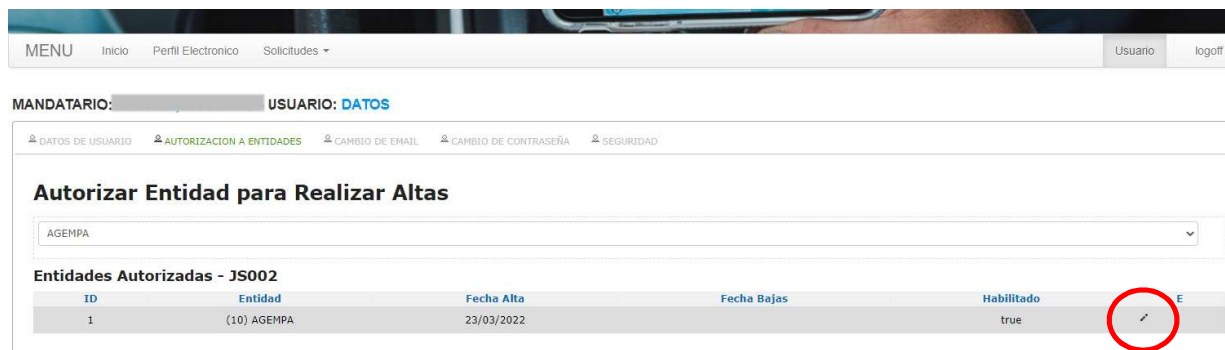 MENU Inicio Perfil Electronico Solicitudes Usuario logoff
MANDATARIO: USUARIO: DATOS
DATOS DE USUARIO AUTORIZACION A ENTIDADES CAMBIO DE EMAIL CAMBIO DE CONTRASEÑA SEGURIDAD
Autorizar Entidad para Realizar Altas
AGEMPA
Entidades Autorizadas - JS002
ID Entidad Fecha Alta Fecha Bajas Habilitado E
1 (10) AGEMPA 23/03/2022 true